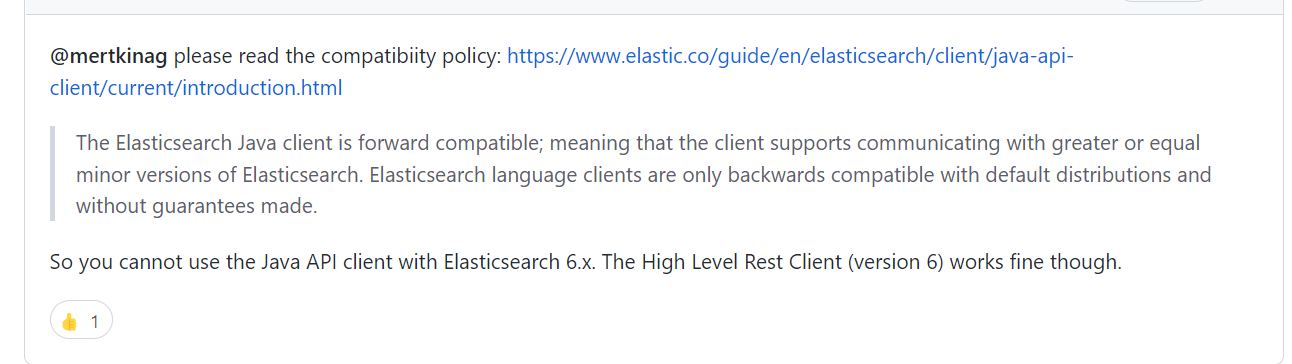 @mertkinag please read the compatibiity policy: https://www.elastic.co/guide/en/elasticsearch/client/java-api-
client/current/introduction.html
The Elasticsearch Java client is forward compatible; meaning that the client supports communicating with greater or equal
minor versions of Elasticsearch. Elasticsearch language clients are only backwards compatible with default distributions and
without guarantees made.
So you cannot use the Java API client with Elasticsearch 6.x. The High Level Rest Client (version 6) works fine though.
👍 1